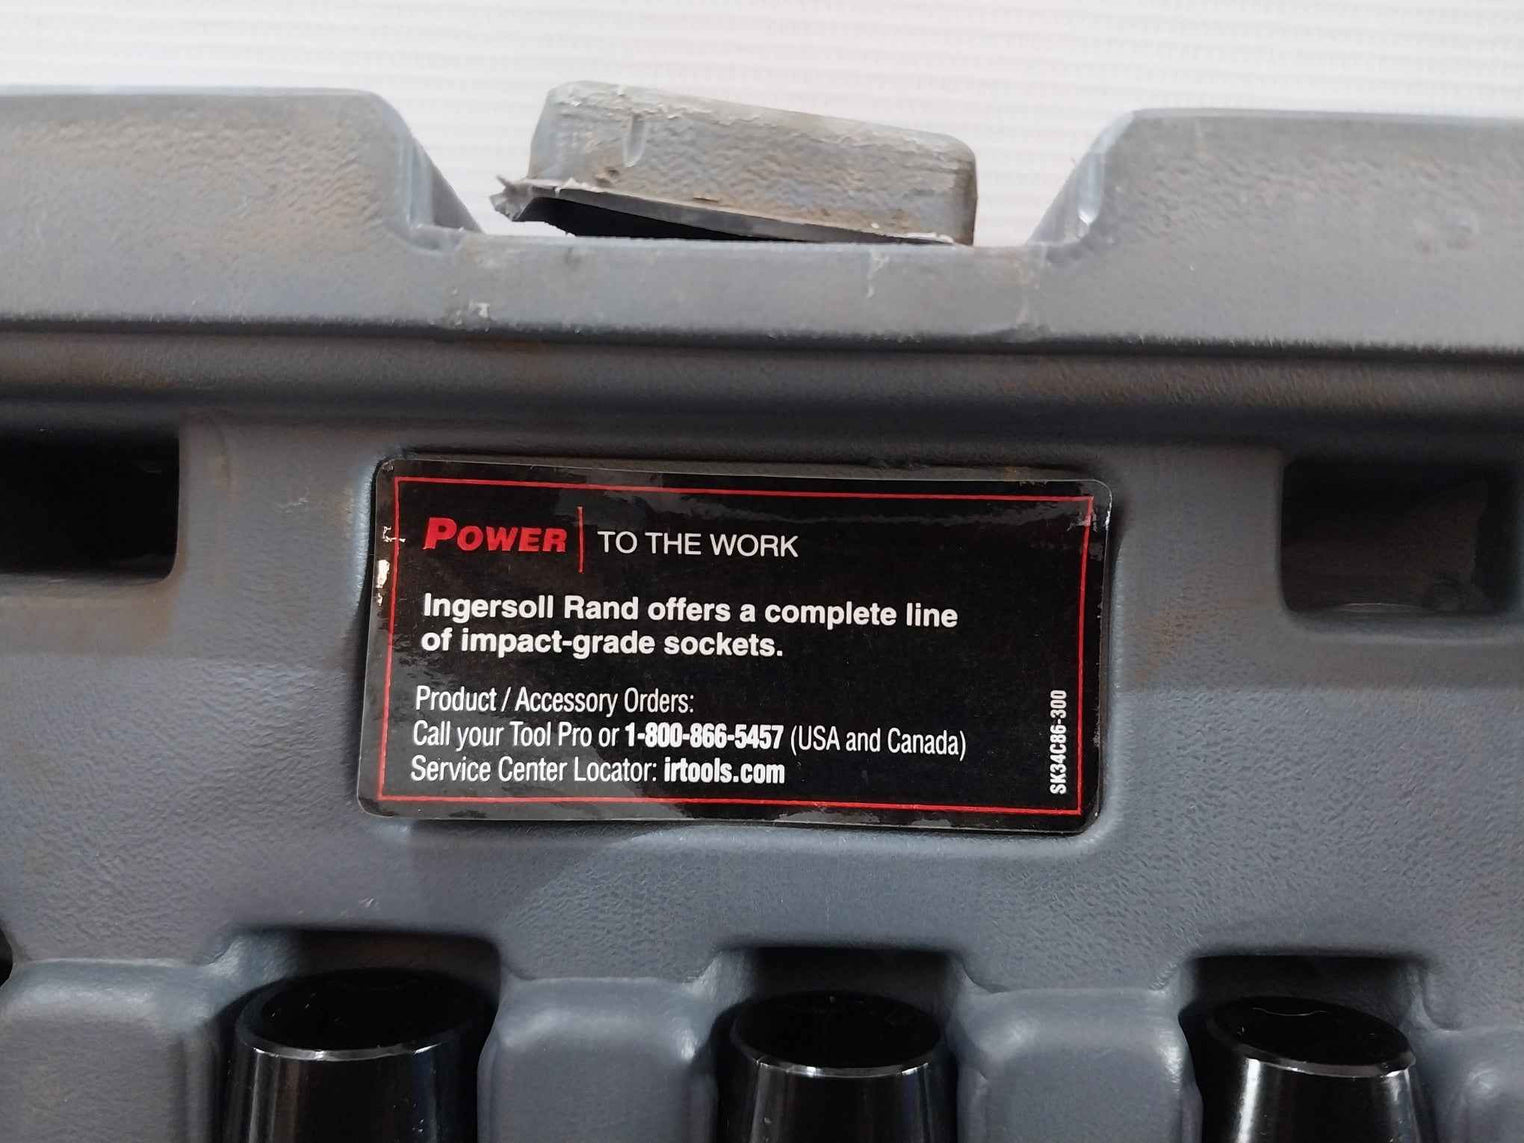 POWER TO THE WORK
Ingersoll Rand offers a complete line
of impact-grade sockets.
Product / Accessory Orders:
Call your Tool Pro or 1-800-866-5457 (USA and Canada)
Service Center Locator: irtools.com
SK34C86-300